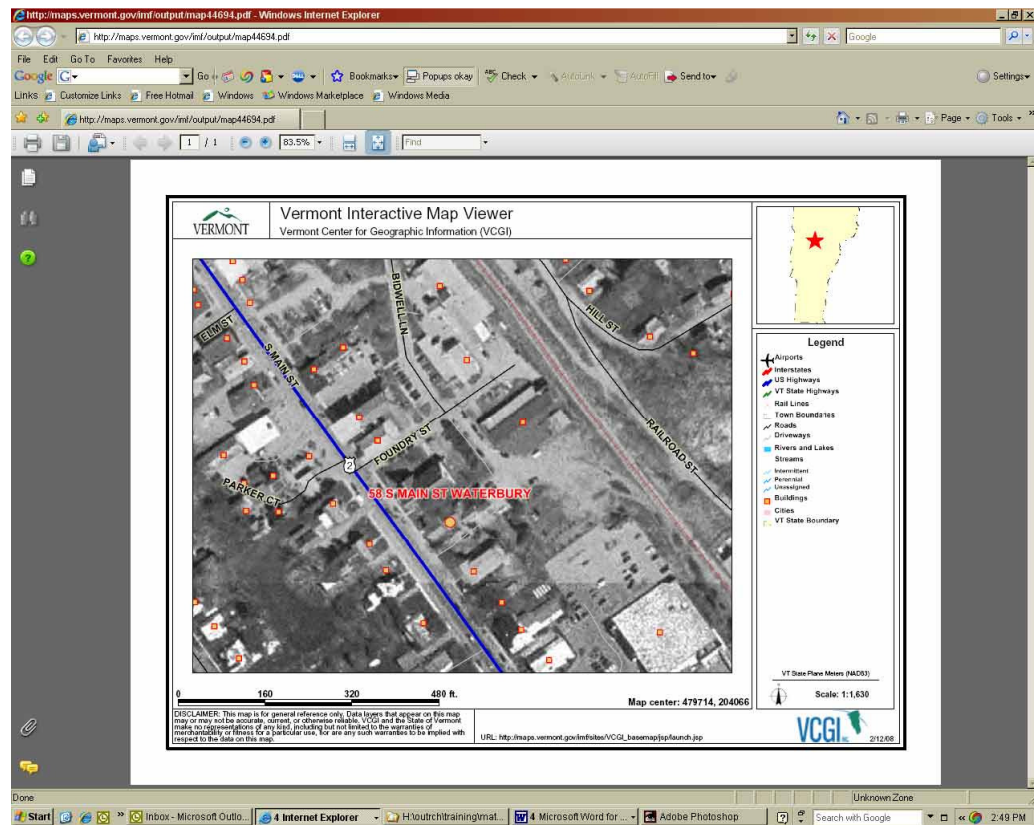 http://maps.vermont.gov/imf/output/map44694.pdf - Windows Internet Explorer
http://maps.vermont.gov/imf/output/map44694.pdf
Google
File Edit Go To Favorites Help
Google G Go Bookmarks Popups okay ABC Check AutoLink AutoFill Send to Settings
Links Customize Links Free Hotmail Windows Windows Marketplace Windows Media
http://maps.vermont.gov/imf/output/map44694.pdf Page Tools
1 / 1 83.5% Find
VERMONT
Vermont Interactive Map Viewer
Vermont Center for Geographic Information (VCGI)
ELM ST
S MAIN ST
BIDWELL LN
HILL ST
RAILROAD ST
FOUNDRY ST
PARKER CT
2
58 S MAIN ST WATERBURY
Legend
Airports
Interstates
US Highways
VT State Highways
Rail Lines
Town Boundaries
Roads
Driveways
Rivers and Lakes
Streams
Intermittent
Perennial
Unassigned
Buildings
Cities
VT State Boundary
VT State Plane Meters (NAD83)
Scale: 1:1,630
0 160 320 480 ft.
Map center: 479714, 204066
DISCLAIMER: This map is for general reference only. Data layers that appear on this map
may or may not be accurate, current, or otherwise reliable. VCGI and the State of Vermont
make no representations of any kind, including but not limited to the warranties of
merchantability or fitness for a particular use, nor are any such warranties to be implied with
respect to the data on this map.
URL: http://maps.vermont.gov/imf/sites/VCGI_basemap/jsp/launch.jsp
VCGI INC
2/12/08
Done Unknown Zone
Start Inbox - Microsoft Outlo... 4 Internet Explorer H:\outrch\training\mat... 4 Microsoft Word for ... Adobe Photoshop Search with Google 2:49 PM